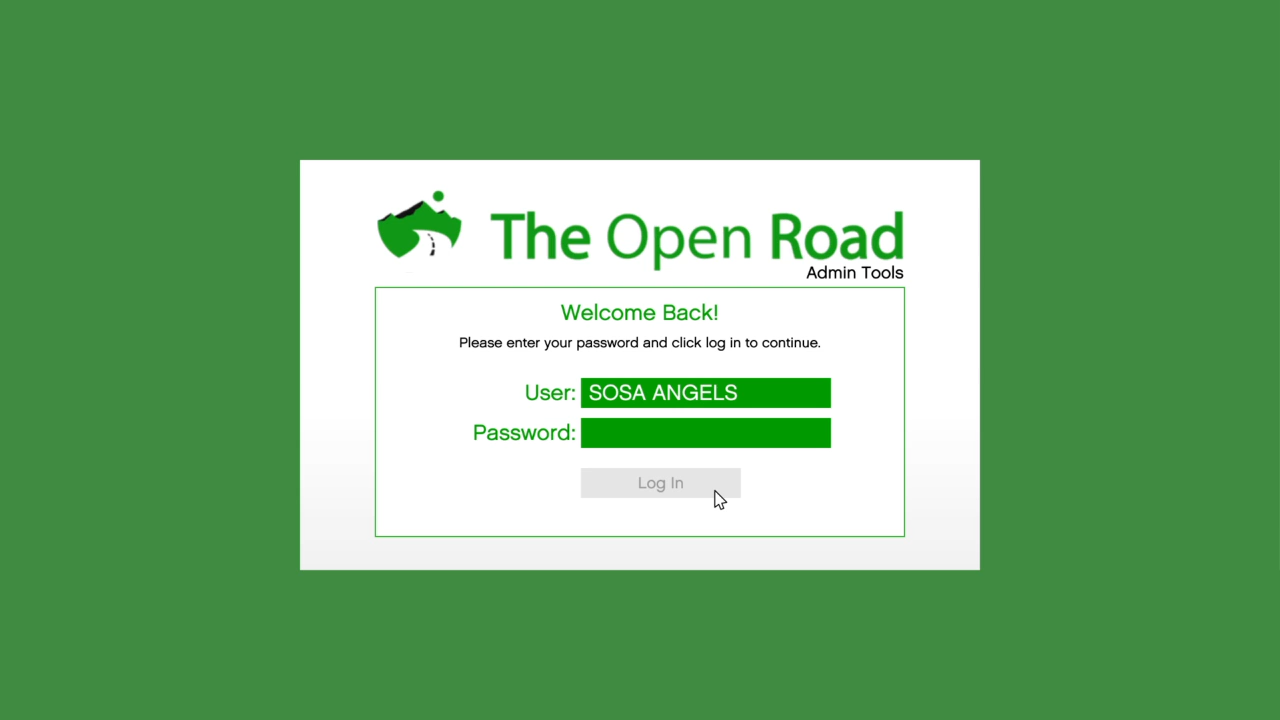 The Open Road
Admin Tools
Welcome Back!
Please enter your password and click log in to continue.
User: SOSA ANGELS
Password:
Log In